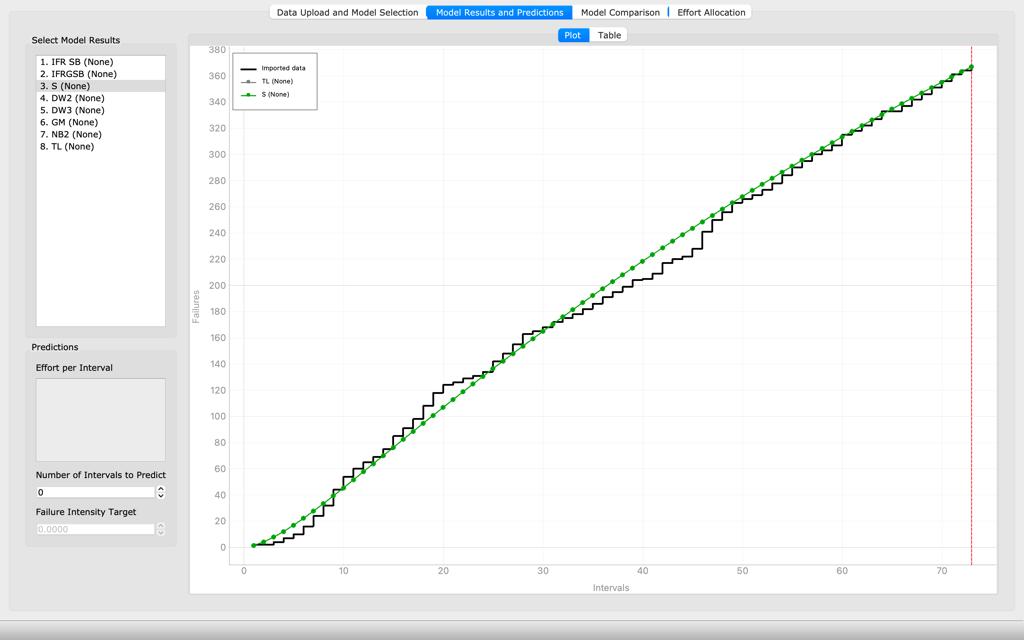 Data Upload and Model Selection
Model Results and Predictions
Model Comparison
Effort Allocation
Select Model Results
1. IFR SB (None)
2. IFRGSB (None)
3. S (None)
4. DW2 (None)
5. DW3 (None)
6. GM (None)
7. NB2 (None)
8. TL (None)
Predictions
Effort per Interval
Number of Intervals to Predict
0
Failure Intensity Target
0.0000
Plot
Table
Imported data
TL (None)
S (None)
Failures
380
360
340
320
300
280
260
240
220
200
180
160
140
120
100
80
60
40
20
0
0
10
20
30
40
50
60
70
Intervals